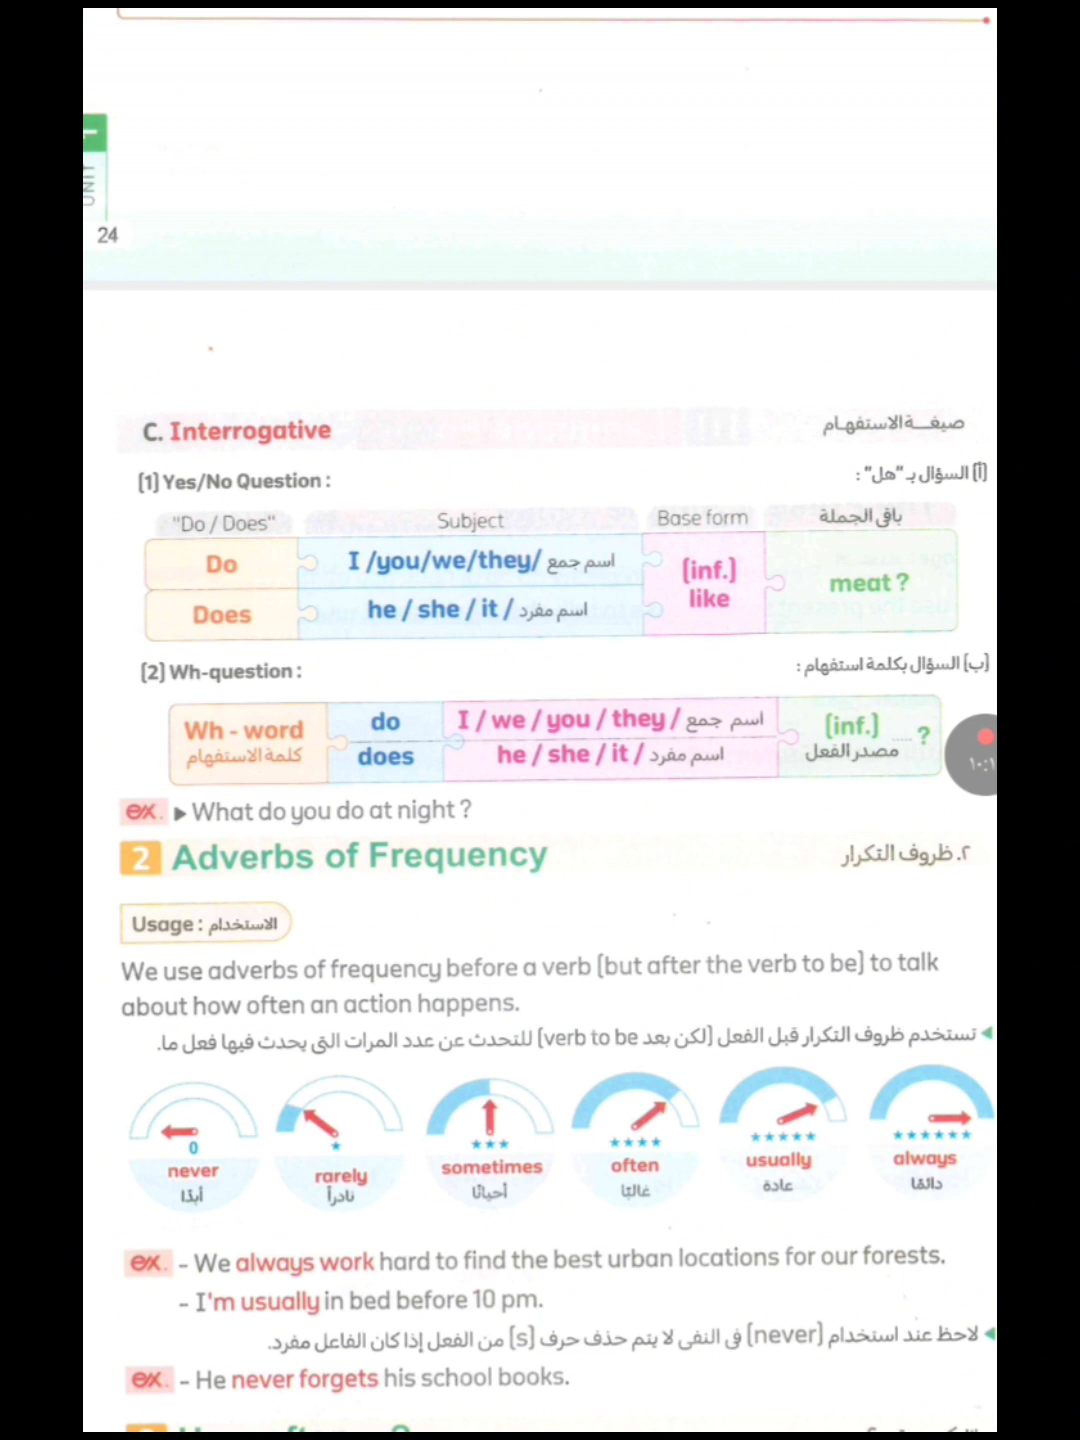 UNIT
24
C. Interrogative صيغة الاستفهام
(1) Yes/No Question : (أ) السؤال بـ "هل" :
"Do / Does" Subject Base form باقى الجملة
Do I /you/we/they/ اسم جمع (inf.) like meat ?
Does he / she / it / اسم مفرد
(2) Wh-question : (ب) السؤال بكلمة استفهام :
Wh - word do I / we / you / they / اسم جمع (inf.) ..... ?
كلمة الاستفهام does he / she / it / اسم مفرد مصدر الفعل
ex. ▶ What do you do at night ?
2 Adverbs of Frequency ٢. ظروف التكرار
Usage : الاستخدام
We use adverbs of frequency before a verb (but after the verb to be) to talk
about how often an action happens.
◀ تستخدم ظروف التكرار قبل الفعل (لكن بعد verb to be) للتحدث عن عدد المرات التى يحدث فيها فعل ما.
0 ★ ★★★ ★★★★ ★★★★★ ★★★★★★
never rarely sometimes often usually always
أبدًا نادراً أحيانًا غالبًا عادة دائمًا
ex. - We always work hard to find the best urban locations for our forests.
- I'm usually in bed before 10 pm.
◀ لاحظ عند استخدام (never) فى النفى لا يتم حذف حرف (s) من الفعل إذا كان الفاعل مفرد.
ex. - He never forgets his school books.